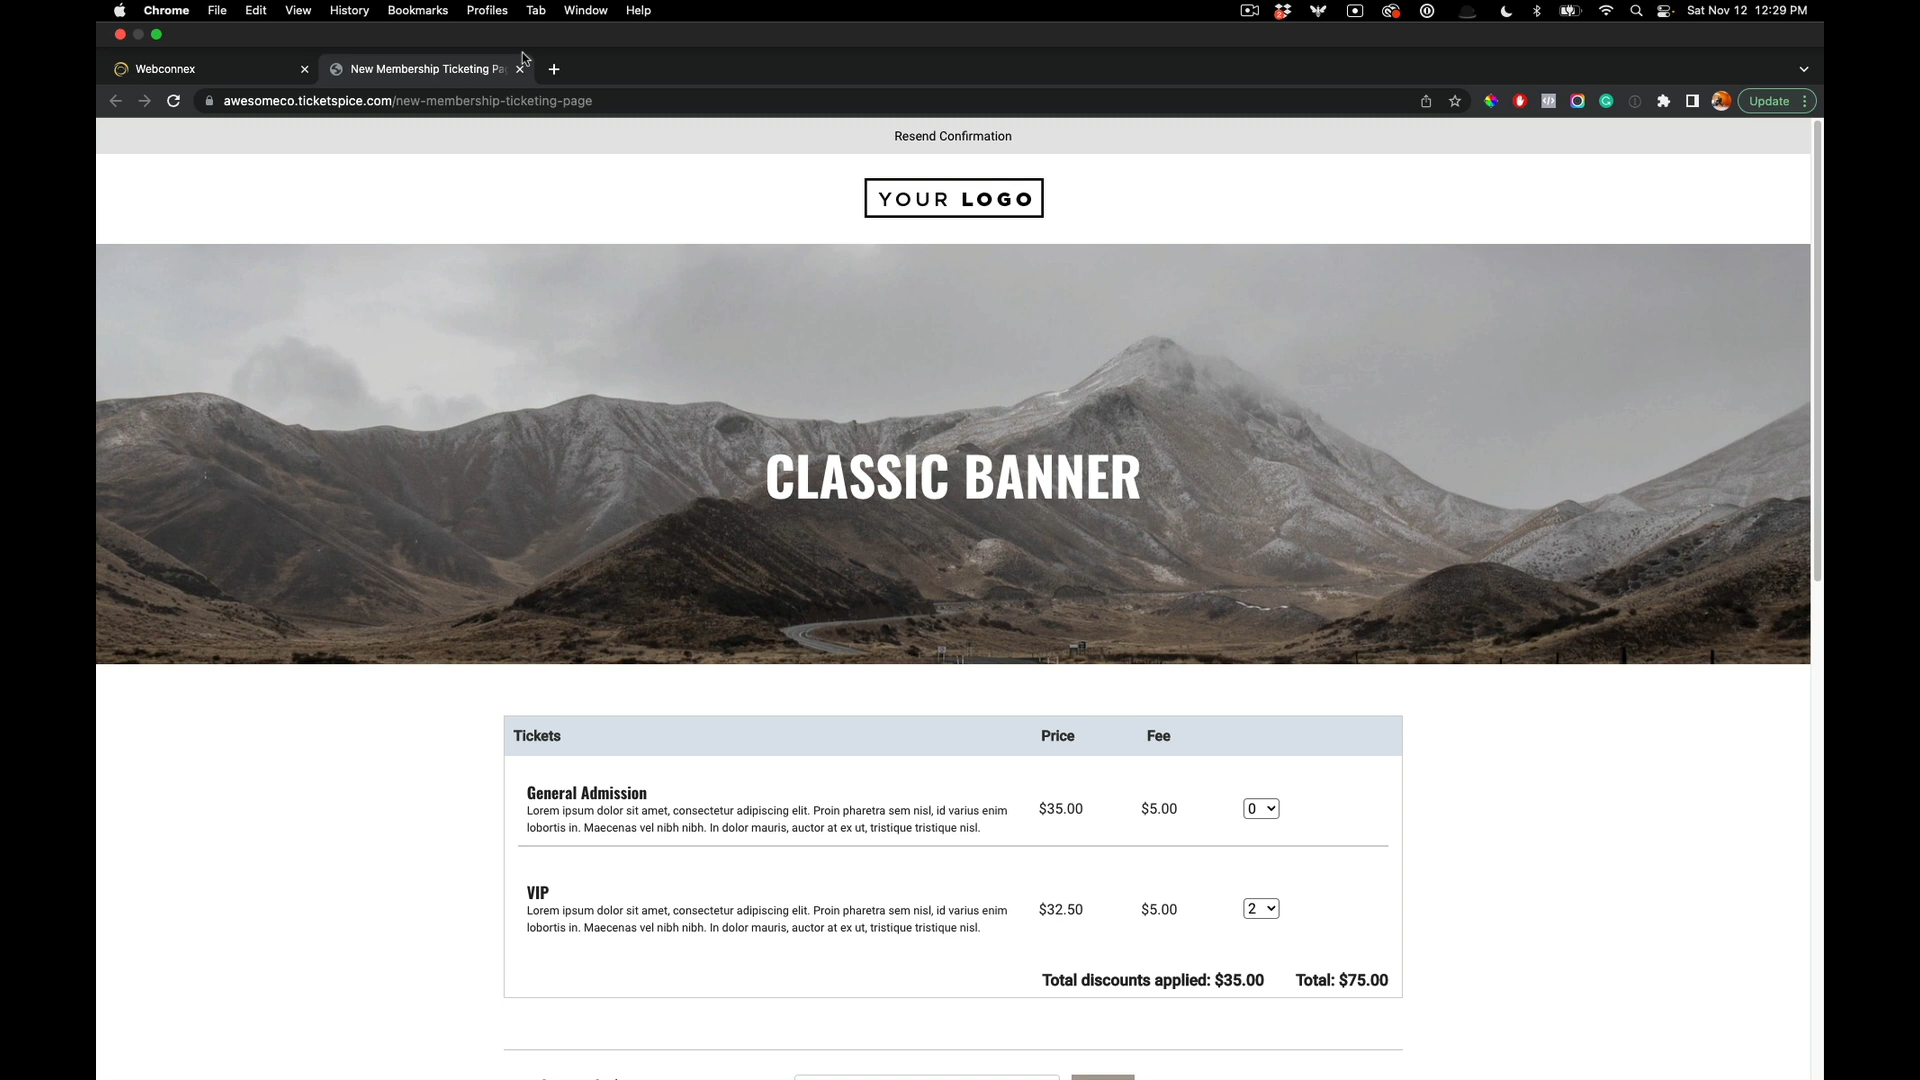 Chrome File Edit View History Bookmarks Profiles Tab Window Help Sat Nov 12 12:29 PM
Webconnex New Membership Ticketing Pa
awesomeco.ticketspice.com/new-membership-ticketing-page Update
Resend Confirmation
YOUR LOGO
CLASSIC BANNER
Tickets Price Fee
General Admission
Lorem ipsum dolor sit amet, consectetur adipiscing elit. Proin pharetra sem nisl, id varius enim
lobortis in. Maecenas vel nibh nibh. In dolor mauris, auctor at ex ut, tristique tristique nisl.
$35.00 $5.00 0
VIP
Lorem ipsum dolor sit amet, consectetur adipiscing elit. Proin pharetra sem nisl, id varius enim
lobortis in. Maecenas vel nibh nibh. In dolor mauris, auctor at ex ut, tristique tristique nisl.
$32.50 $5.00 2
Total discounts applied: $35.00 Total: $75.00